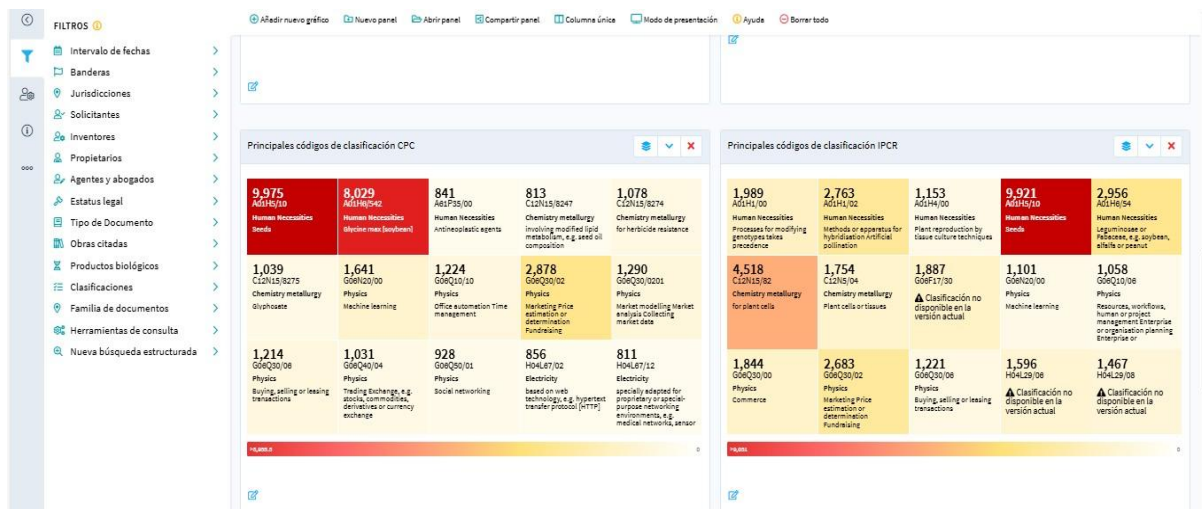 Añadir nuevo gráfico Nuevo panel Abrir panel Compartir panel Columna única Modo de presentación Ayuda Borrar todo
FILTROS
Intervalo de fechas
Banderas
Jurisdicciones
Solicitantes
Inventores
Propietarios
Agentes y abogados
Estatus legal
Tipo de Documento
Obras citadas
Productos biológicos
Clasificaciones
Familia de documentos
Herramientas de consulta
Nueva búsqueda estructurada
Principales códigos de clasificación CPC
9,975
A01H5/10
Human Necessities
Seeds
8,029
A01H6/542
Human Necessities
Glycine max [soybean]
841
A61P35/00
Human Necessities
Antineoplastic agents
813
C12N15/8247
Chemistry metallurgy
involving modified lipid
metabolism, e.g. seed oil
composition
1,078
C12N15/8274
Chemistry metallurgy
for herbicide resistance
1,039
C12N15/8275
Chemistry metallurgy
Glyphosate
1,641
G06N20/00
Physics
Machine learning
1,224
G06Q10/10
Physics
Office automation Time
management
2,878
G06Q30/02
Physics
Marketing Price
estimation or
determination
Fundraising
1,290
G06Q30/0201
Physics
Market modelling Market
analysis Collecting
market data
1,214
G06Q30/06
Physics
Buying, selling or leasing
transactions
1,031
G06Q40/04
Physics
Trading Exchange, e.g.
stocks, commodities,
derivatives or currency
exchange
928
G06Q50/01
Physics
Social networking
856
H04L67/02
Electricity
based on web
technology, e.g. hypertext
transfer protocol [HTTP]
811
H04L67/12
Electricity
specially adapted for
proprietary or special-
purpose networking
environments, e.g.
medical networks, sensor
0
Principales códigos de clasificación IPCR
1,989
A01H1/00
Human Necessities
Processes for modifying
genotypes takes
precedence
2,763
A01H1/02
Human Necessities
Methods or apparatus for
hybridisation Artificial
pollination
1,153
A01H4/00
Human Necessities
Plant reproduction by
tissue culture techniques
9,921
A01H5/10
Human Necessities
Seeds
2,956
A01H6/54
Human Necessities
Leguminosae or
Fabaceae, e.g. soybean,
alfalfa or peanut
4,518
C12N15/82
Chemistry metallurgy
for plant cells
1,754
C12N5/04
Chemistry metallurgy
Plant cells or tissues
1,887
G06F17/30
Clasificación no
disponible en la
versión actual
1,101
G06N20/00
Physics
Machine learning
1,058
G06Q10/06
Physics
Resources, workflows,
human or project
management Enterprise
or organisation planning
Enterprise or
1,844
G06Q30/00
Physics
Commerce
2,683
G06Q30/02
Physics
Marketing Price
estimation or
determination
Fundraising
1,221
G06Q30/06
Physics
Buying, selling or leasing
transactions
1,596
H04L29/06
Clasificación no
disponible en la
versión actual
1,467
H04L29/08
Clasificación no
disponible en la
versión actual
0